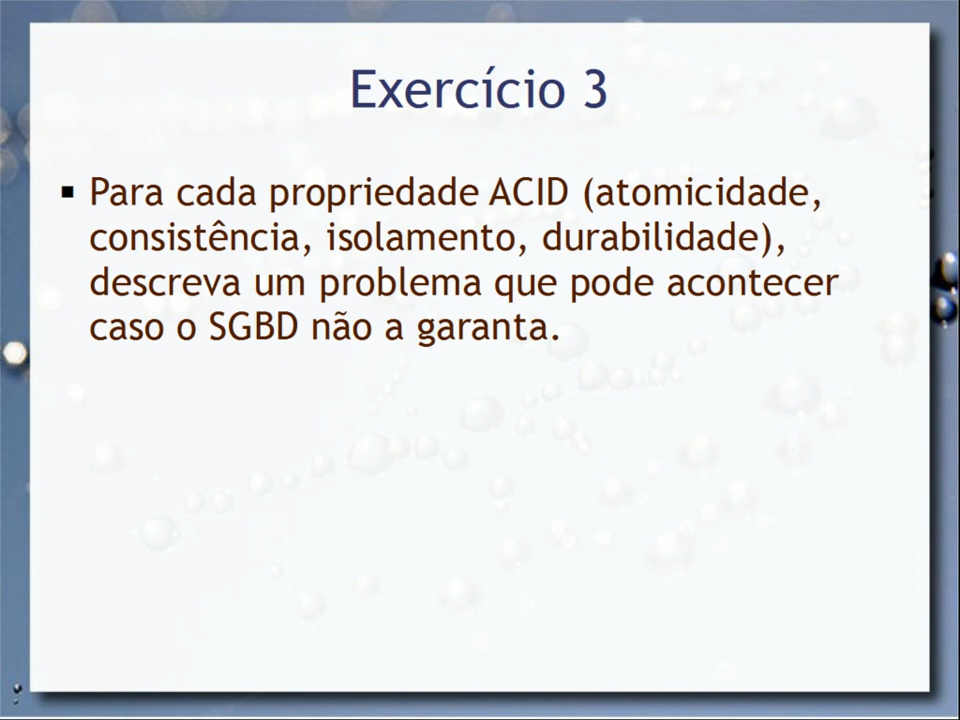 Exercício 3
▪ Para cada propriedade ACID (atomicidade,
consistência, isolamento, durabilidade),
descreva um problema que pode acontecer
caso o SGBD não a garanta.